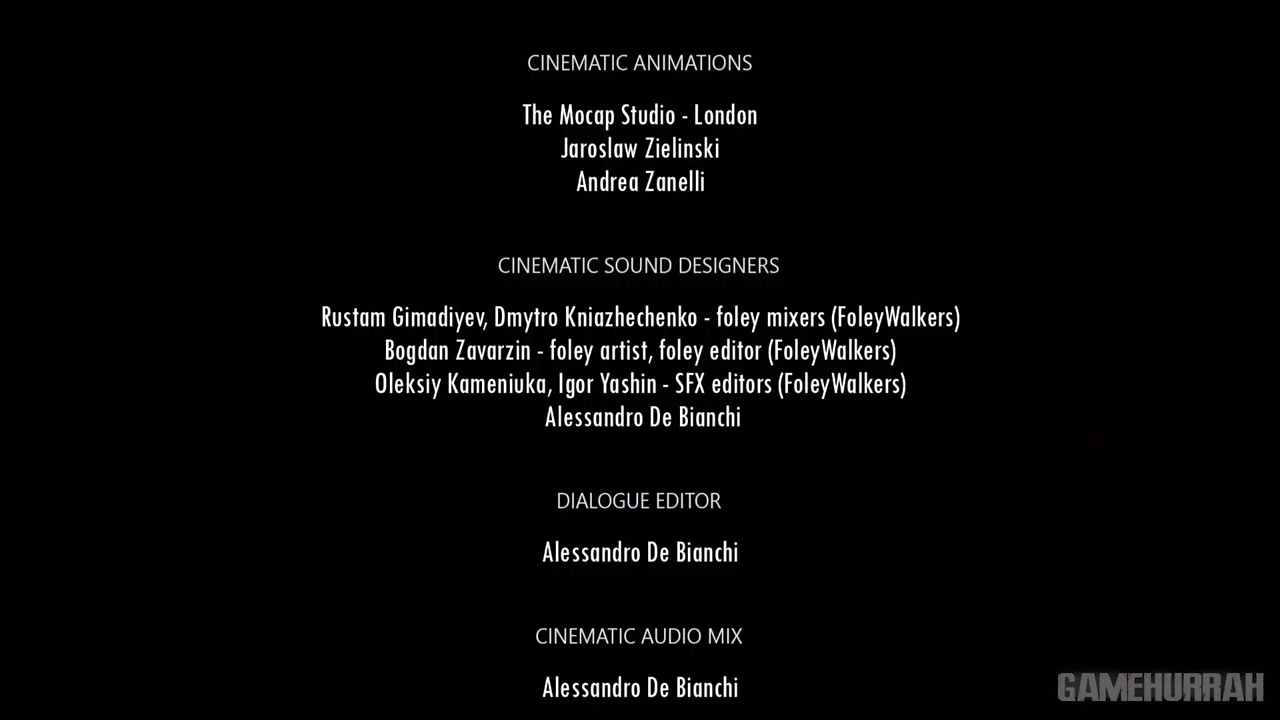 CINEMATIC ANIMATIONS
The Mocap Studio - London
Jaroslaw Zielinski
Andrea Zanelli
CINEMATIC SOUND DESIGNERS
Rustam Gimadiyev, Dmytro Kniazhechenko - foley mixers (FoleyWalkers)
Bogdan Zavarzin - foley artist, foley editor (FoleyWalkers)
Oleksiy Kameniuka, Igor Yashin - SFX editors (FoleyWalkers)
Alessandro De Bianchi
DIALOGUE EDITOR
Alessandro De Bianchi
CINEMATIC AUDIO MIX
Alessandro De Bianchi
GAMEHURRAH